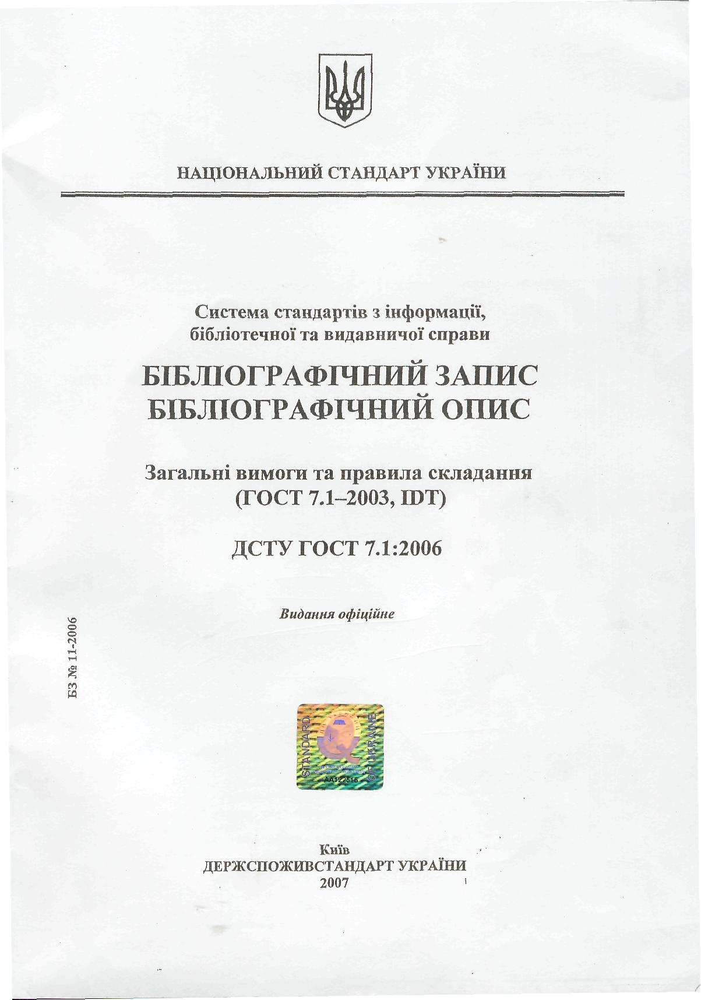 НАЦІОНАЛЬНИЙ СТАНДАРТ УКРАЇНИ
Система стандартів з інформації,
бібліотечної та видавничої справи
БІБЛІОГРАФІЧНИЙ ЗАПИС
БІБЛІОГРАФІЧНИЙ ОПИС
Загальні вимоги та правила складання
(ГОСТ 7.1–2003, IDT)
ДСТУ ГОСТ 7.1:2006
Видання офіційне
БЗ № 11-2006
STANDARD
OF UKRAINE
AA122516
Київ
ДЕРЖСПОЖИВСТАНДАРТ УКРАЇНИ
2007